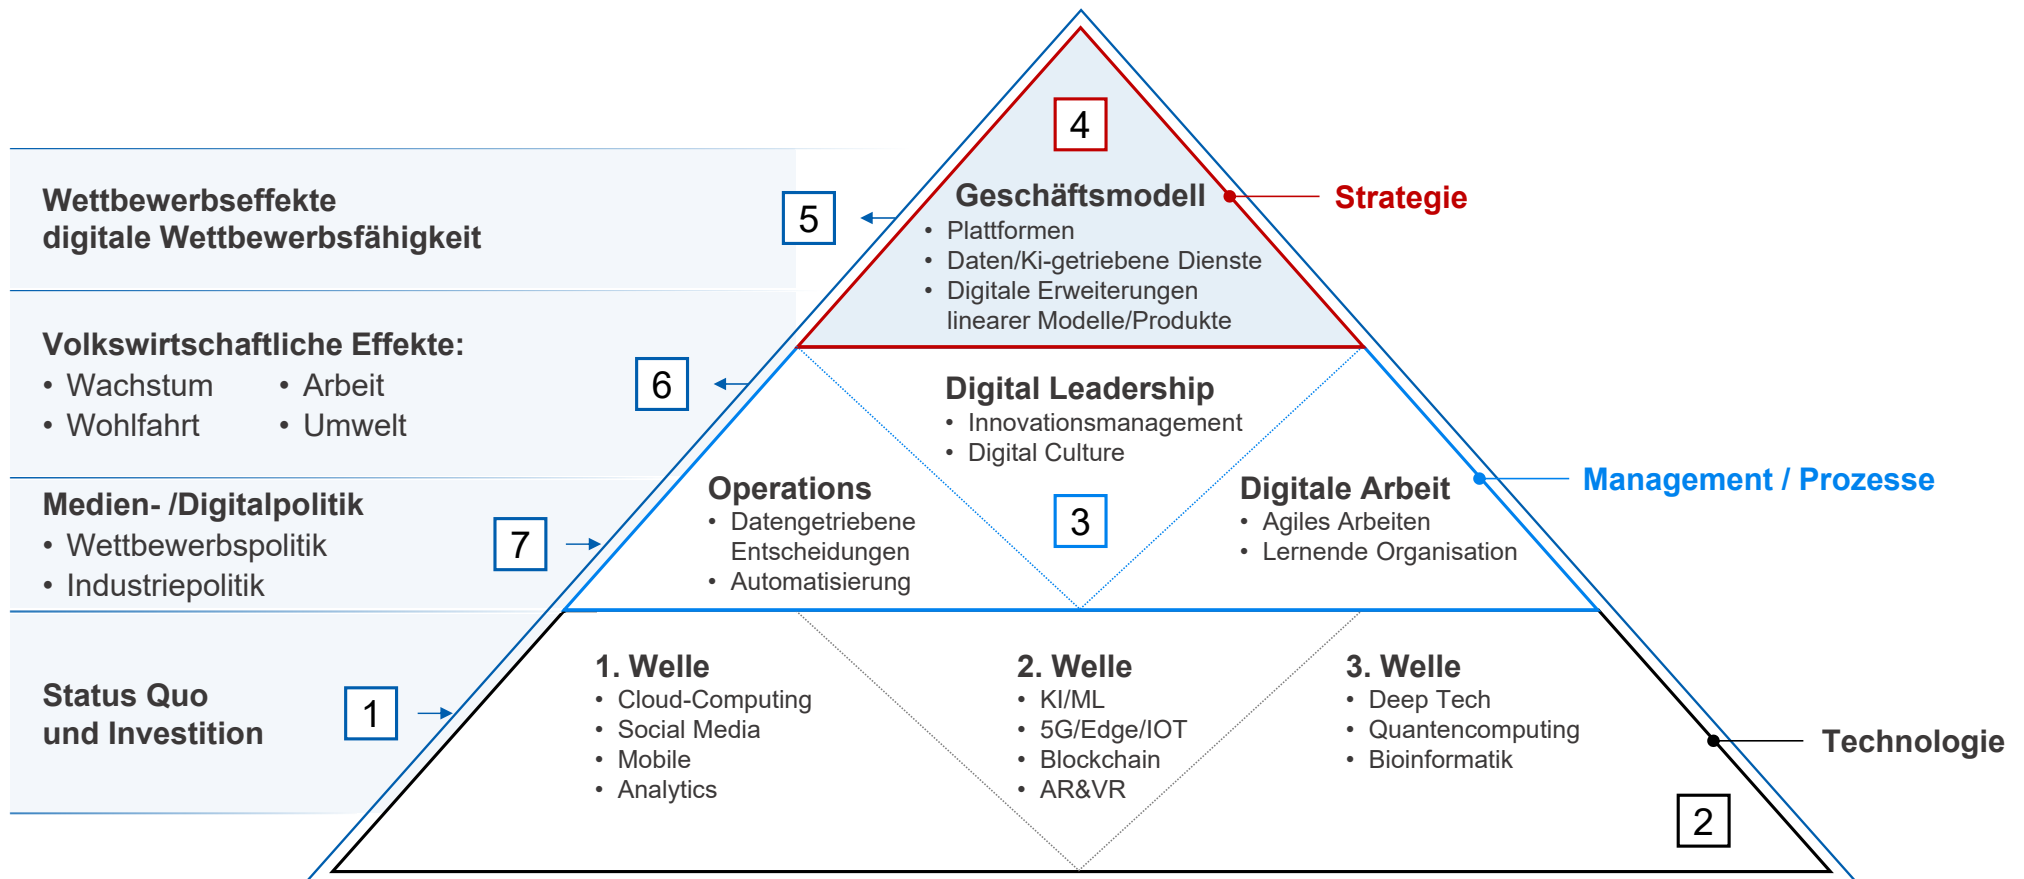 4
Geschäftsmodell
• Plattformen
• Daten/Ki-getriebene Dienste
• Digitale Erweiterungen
linearer Modelle/Produkte
Strategie
Wettbewerbseffekte
digitale Wettbewerbsfähigkeit
5
Volkswirtschaftliche Effekte:
• Wachstum • Arbeit
• Wohlfahrt • Umwelt
6
Digital Leadership
• Innovationsmanagement
• Digital Culture
3
Operations
• Datengetriebene
Entscheidungen
• Automatisierung
Digitale Arbeit
• Agiles Arbeiten
• Lernende Organisation
Management / Prozesse
Medien- /Digitalpolitik
• Wettbewerbspolitik
• Industriepolitik
7
Status Quo
und Investition
1
1. Welle
• Cloud-Computing
• Social Media
• Mobile
• Analytics
2. Welle
• KI/ML
• 5G/Edge/IOT
• Blockchain
• AR&VR
3. Welle
• Deep Tech
• Quantencomputing
• Bioinformatik
Technologie
2